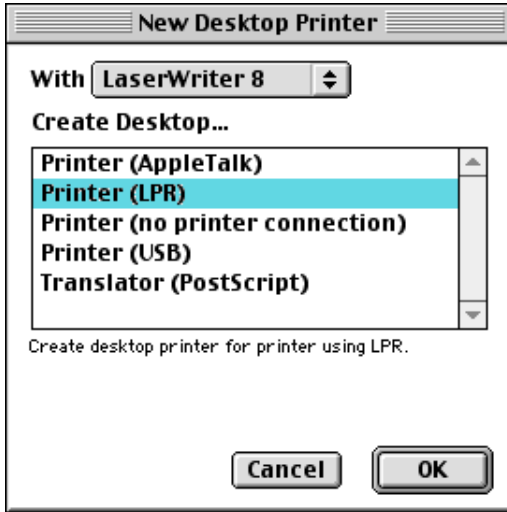 New Desktop Printer
With LaserWriter 8
Create Desktop...
Printer (AppleTalk)
Printer (LPR)
Printer (no printer connection)
Printer (USB)
Translator (PostScript)
Create desktop printer for printer using LPR.
Cancel OK